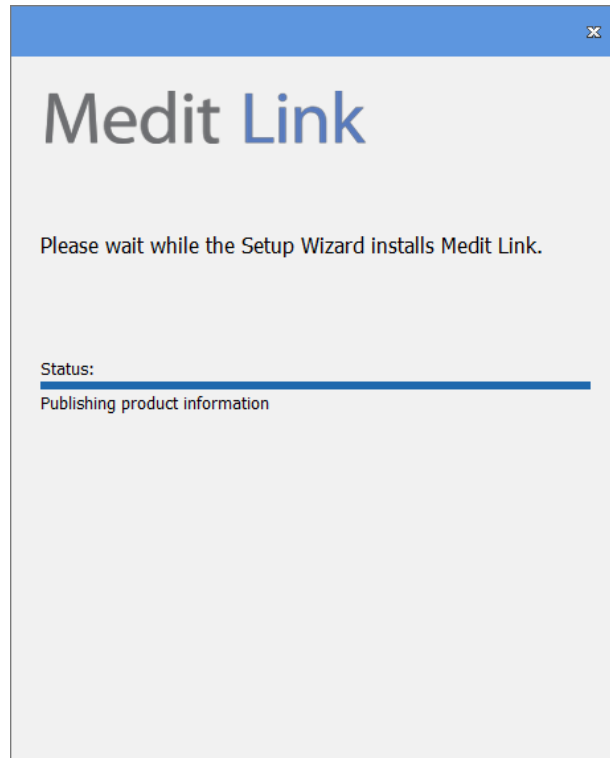 Medit Link
Please wait while the Setup Wizard installs Medit Link.
Status:
Publishing product information